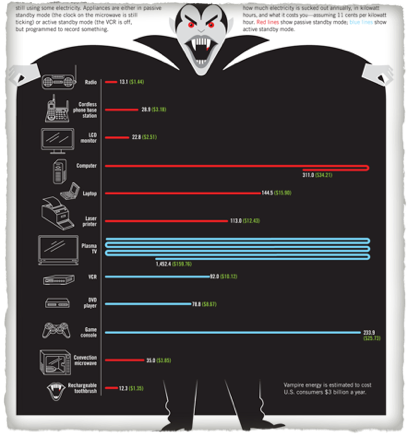 still using some electricity. Appliances are either in passive
standby mode (the clock on the microwave is still
ticking) or active standby mode (the VCR is off,
but programmed to record something.
how much electricity is sucked out annually, in kilowatt
hours, and what it costs you—assuming 11 cents per kilowatt
hour. Red lines show passive standby mode; blue lines show
active standby mode.
Radio
13.1 ($1.44)
Cordless
phone base
station
28.9 ($3.18)
LED
monitor
22.8 ($2.51)
Computer
311.0 ($34.21)
Laptop
144.5 ($15.90)
Laser
printer
113.0 ($12.43)
Plasma
TV
1,452.4 ($159.76)
VCR
92.0 ($10.12)
DVD
player
78.8 ($8.67)
Game
console
233.9
($25.73)
Convection
microwave
35.0 ($3.85)
Rechargeable
toothbrush
12.3 ($1.35)
Vampire energy is estimated to cost
U.S. consumers $3 billion a year.